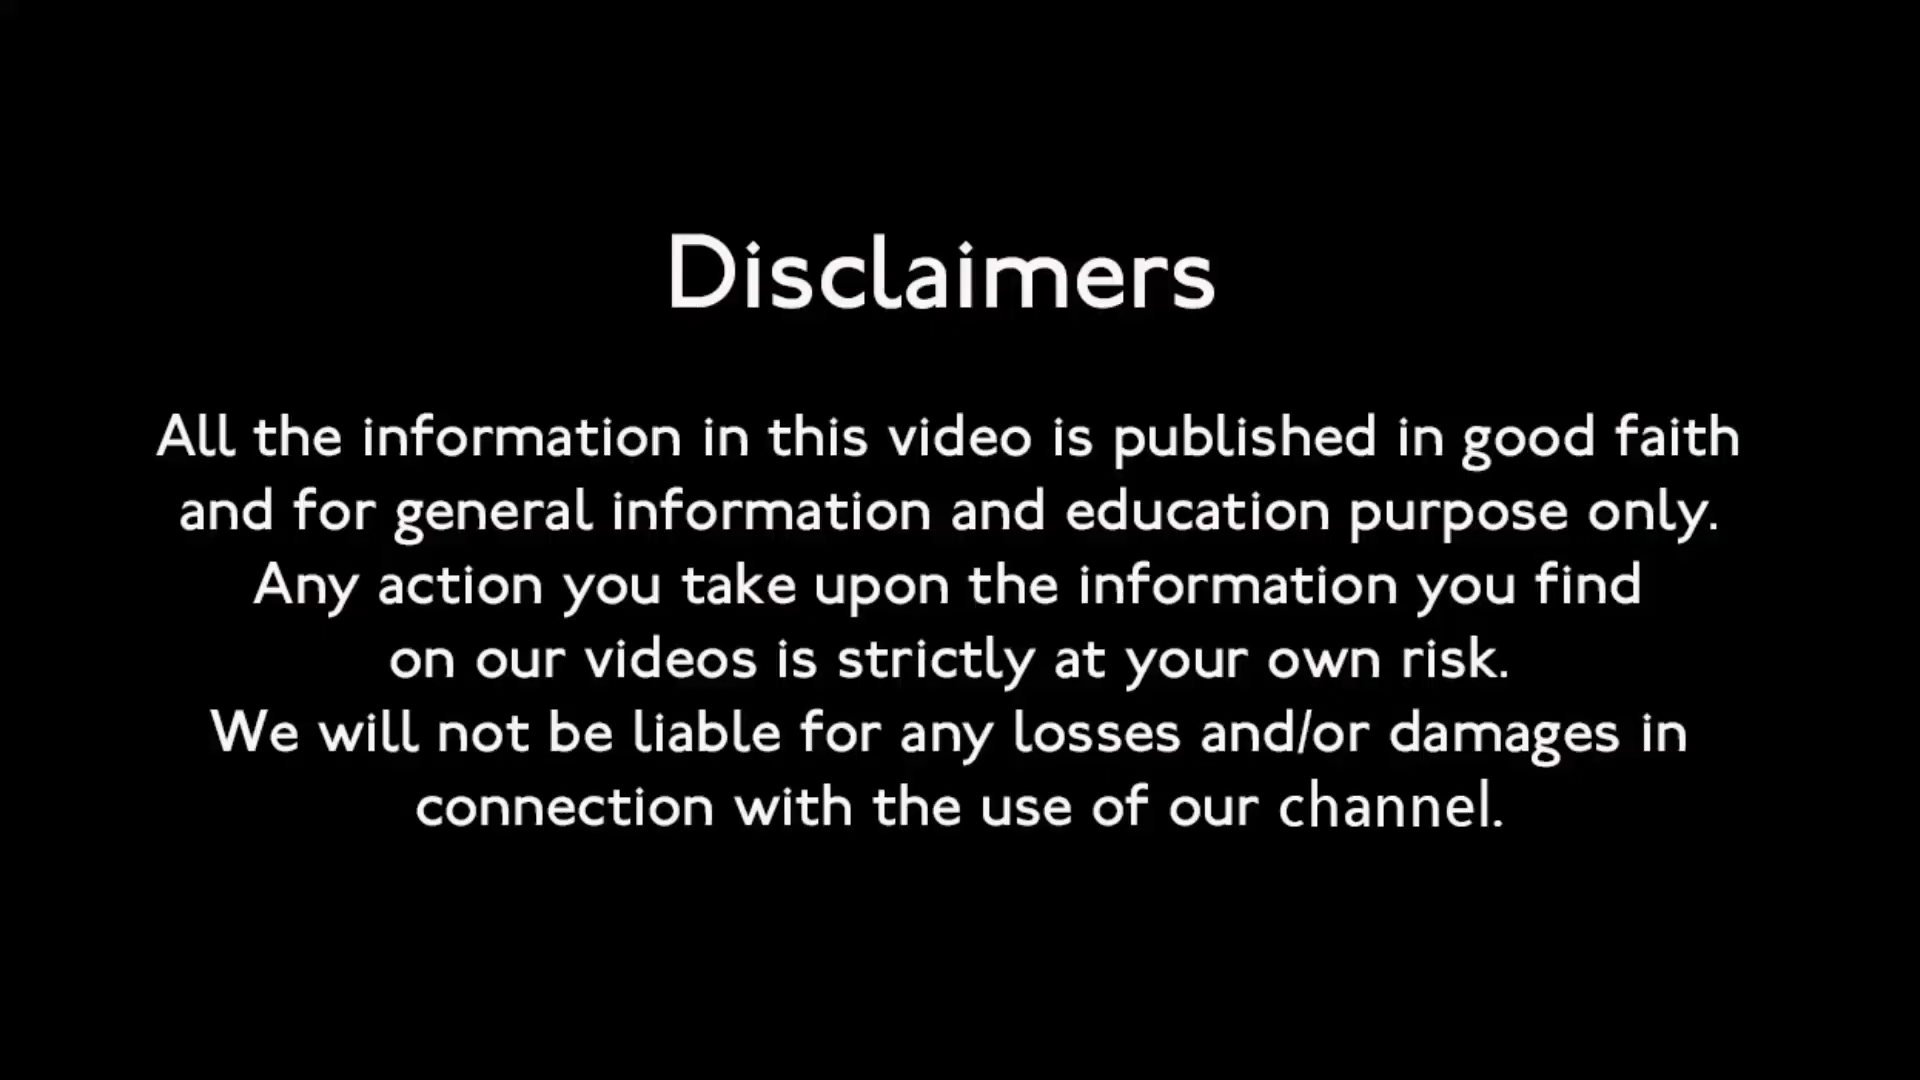 Disclaimers
All the information in this video is published in good faith
and for general information and education purpose only.
Any action you take upon the information you find
on our videos is strictly at your own risk.
We will not be liable for any losses and/or damages in
connection with the use of our channel.